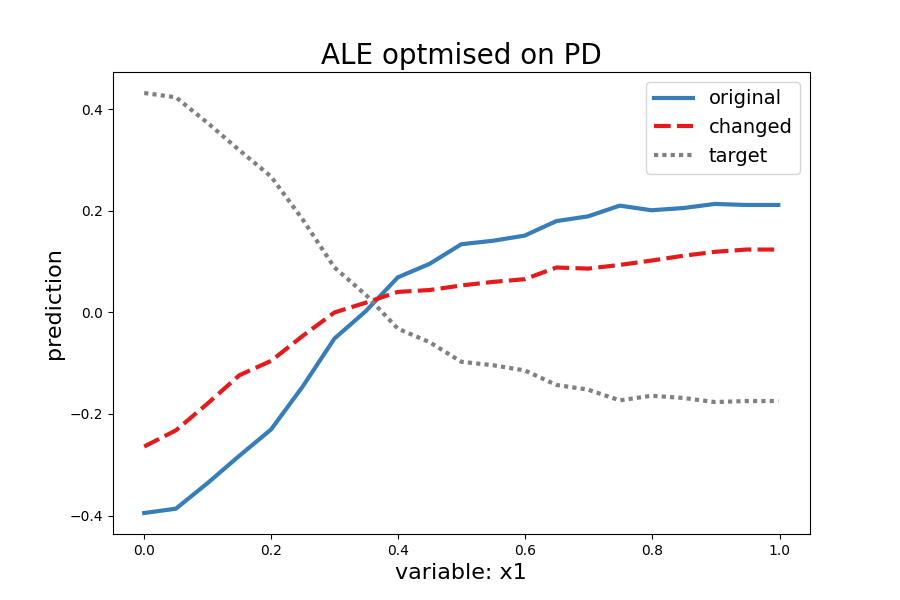 ALE optmised on PD
original
changed
target
prediction
0.4
0.2
0.0
−0.2
−0.4
0.0 0.2 0.4 0.6 0.8 1.0
variable: x1